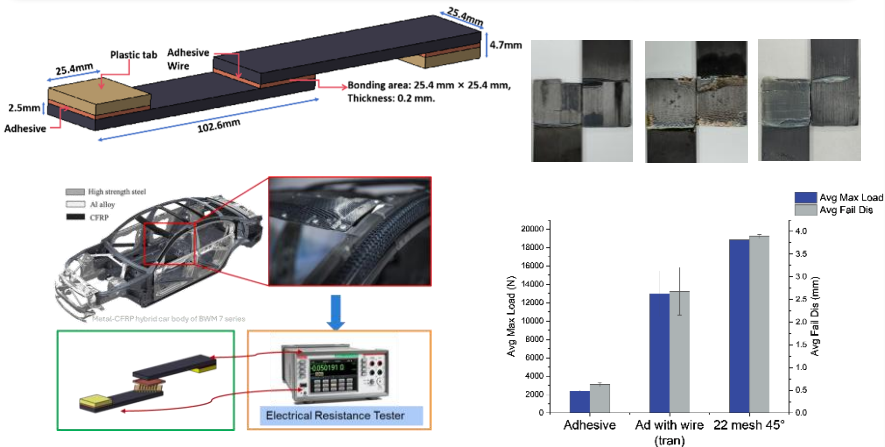 25.4mm
Plastic tab
Adhesive
Wire
25.4mm
4.7mm
2.5mm
Adhesive
Bonding area: 25.4 mm × 25.4 mm,
Thickness: 0.2 mm.
102.6mm
High strength steel
Al alloy
CFRP
Metal-CFRP hybrid car body of BWM 7 series
-0.050191 Ω
Electrical Resistance Tester
Avg Max Load
Avg Fail Dis
Avg Max Load (N)
20000
18000
16000
14000
12000
10000
8000
6000
4000
2000
0
4.0
3.5
3.0
2.5
2.0
1.5
1.0
0.5
0.0
Avg Fail Dis (mm)
Adhesive
Ad with wire
(tran)
22 mesh 45°